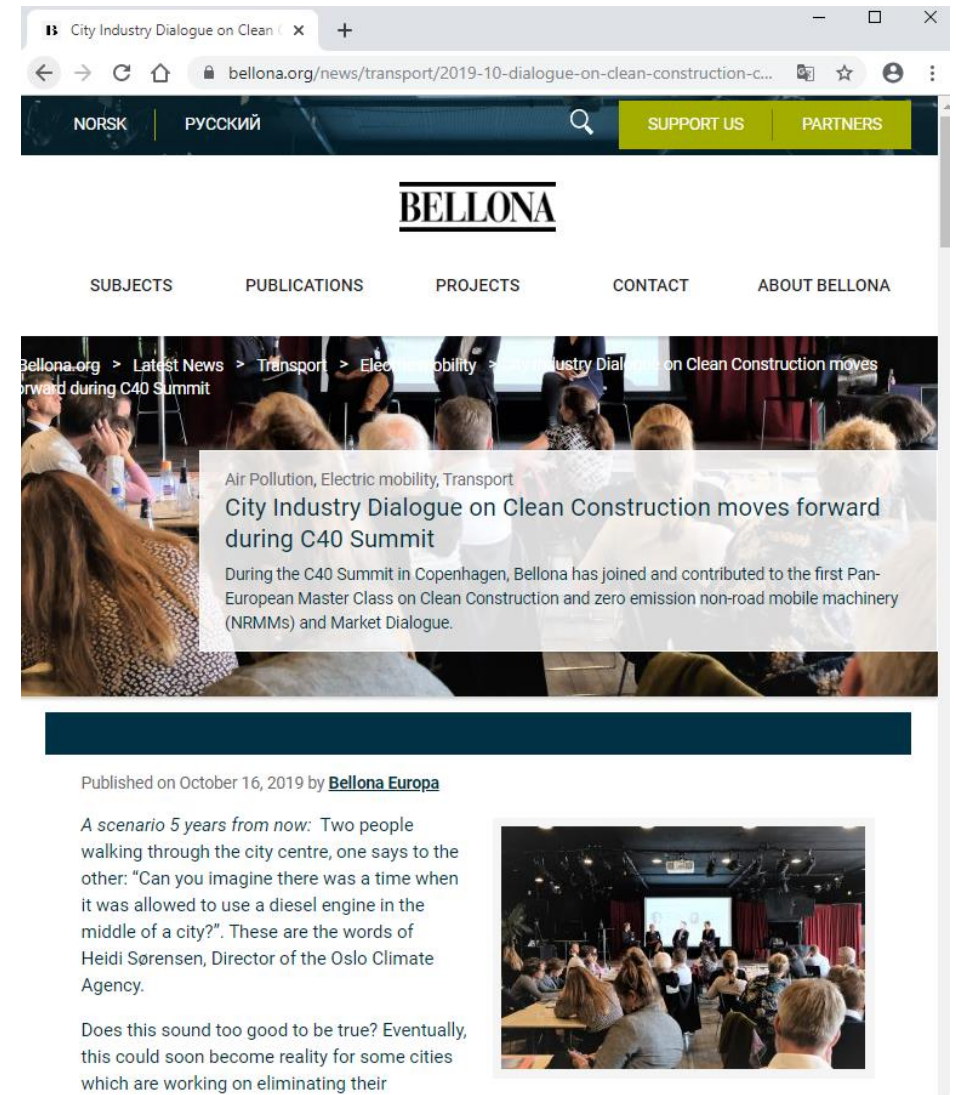 B City Industry Dialogue on Clean
bellona.org/news/transport/2019-10-dialogue-on-clean-construction-c...
NORSK
РУССКИЙ
SUPPORT US
PARTNERS
BELLONA
SUBJECTS
PUBLICATIONS
PROJECTS
CONTACT
ABOUT BELLONA
Bellona.org > Latest News > Transport > Electric mobility > City Industry Dialogue on Clean Construction moves
forward during C40 Summit
Air Pollution, Electric mobility, Transport
City Industry Dialogue on Clean Construction moves forward
during C40 Summit
During the C40 Summit in Copenhagen, Bellona has joined and contributed to the first Pan-
European Master Class on Clean Construction and zero emission non-road mobile machinery
(NRMMs) and Market Dialogue.
Published on October 16, 2019 by Bellona Europa
A scenario 5 years from now: Two people
walking through the city centre, one says to the
other: “Can you imagine there was a time when
it was allowed to use a diesel engine in the
middle of a city?”. These are the words of
Heidi Sørensen, Director of the Oslo Climate
Agency.
Does this sound too good to be true? Eventually,
this could soon become reality for some cities
which are working on eliminating their